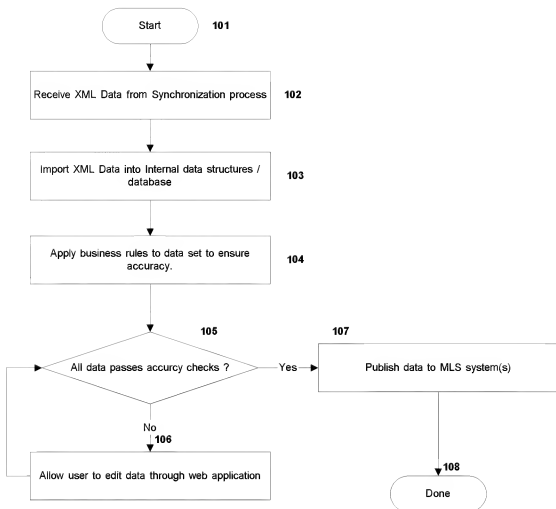 Start
101
Receive XML Data from Synchronization process
102
Import XML Data into Internal data structures /
database
103
Apply business rules to data set to ensure
accuracy.
104
105
All data passes accurcy checks ?
Yes
107
Publish data to MLS system(s)
No
106
Allow user to edit data through web application
108
Done